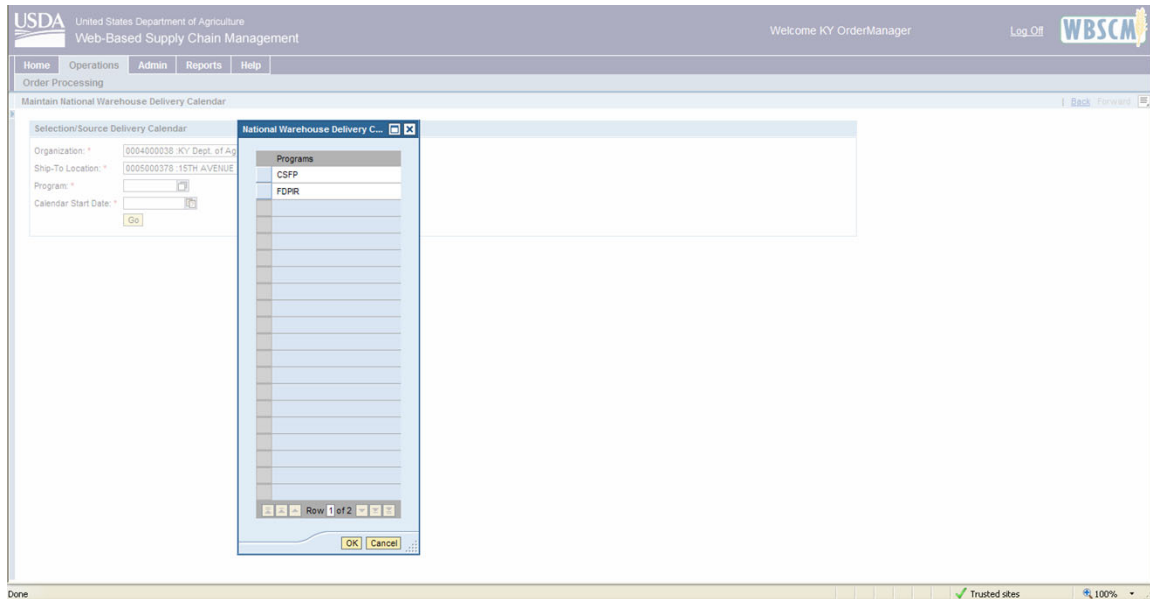 USDA United States Department of Agriculture
Web-Based Supply Chain Management
Welcome KY OrderManager
Log Off
WBSCM
Home Operations Admin Reports Help
Order Processing
Maintain National Warehouse Delivery Calendar
Back Forward
Selection/Source Delivery Calendar
Organization: * 0004000038 :KY Dept. of Ag
Ship-To Location: * 0005000378 :15TH AVENUE
Program: *
Calendar Start Date: *
Go
National Warehouse Delivery C...
Programs
CSFP
FDPIR
Row 1 of 2
OK Cancel
Done
Trusted sites
100%